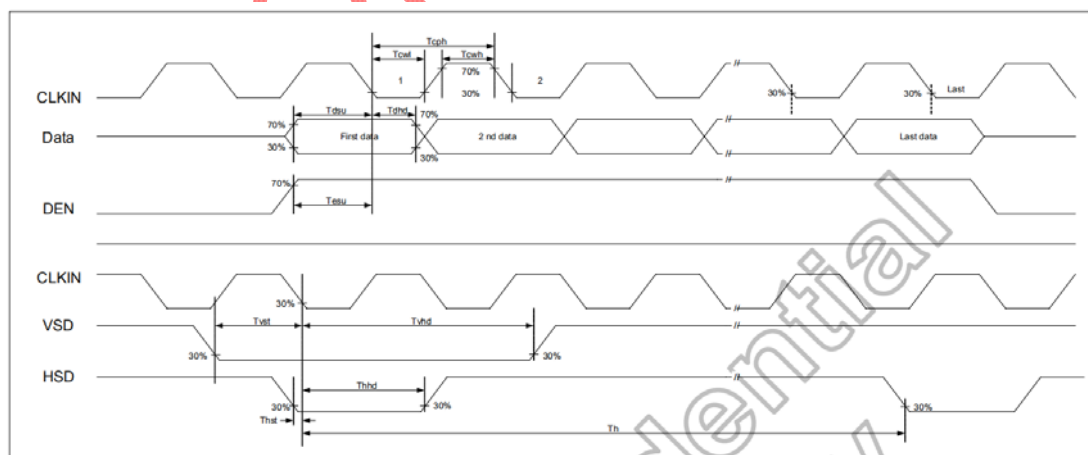 Tcph
Tcwl
Tcwh
CLKIN
1
70%
30%
2
30%
30%
Last
Tdsu
Tdhd
70%
70%
Data
First data
2 nd data
Last data
30%
30%
70%
DEN
Tesu
CLKIN
30%
VSD
Tvst
Tvhd
30%
30%
HSD
Thhd
30%
30%
30%
Thst
Th
dential